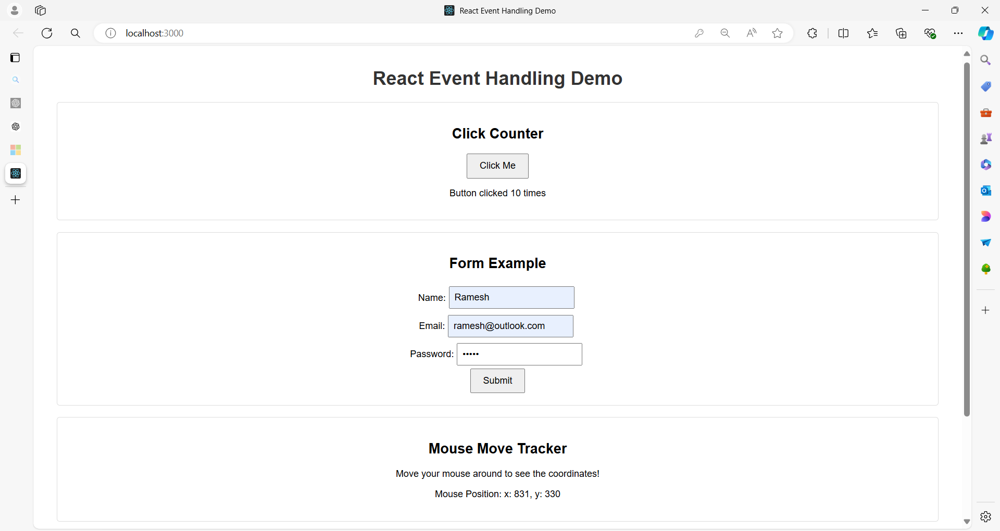 React Event Handling Demo
localhost:3000
React Event Handling Demo
Click Counter
Click Me
Button clicked 10 times
Form Example
Name: Ramesh
Email: ramesh@outlook.com
Password: •••••
Submit
Mouse Move Tracker
Move your mouse around to see the coordinates!
Mouse Position: x: 831, y: 330